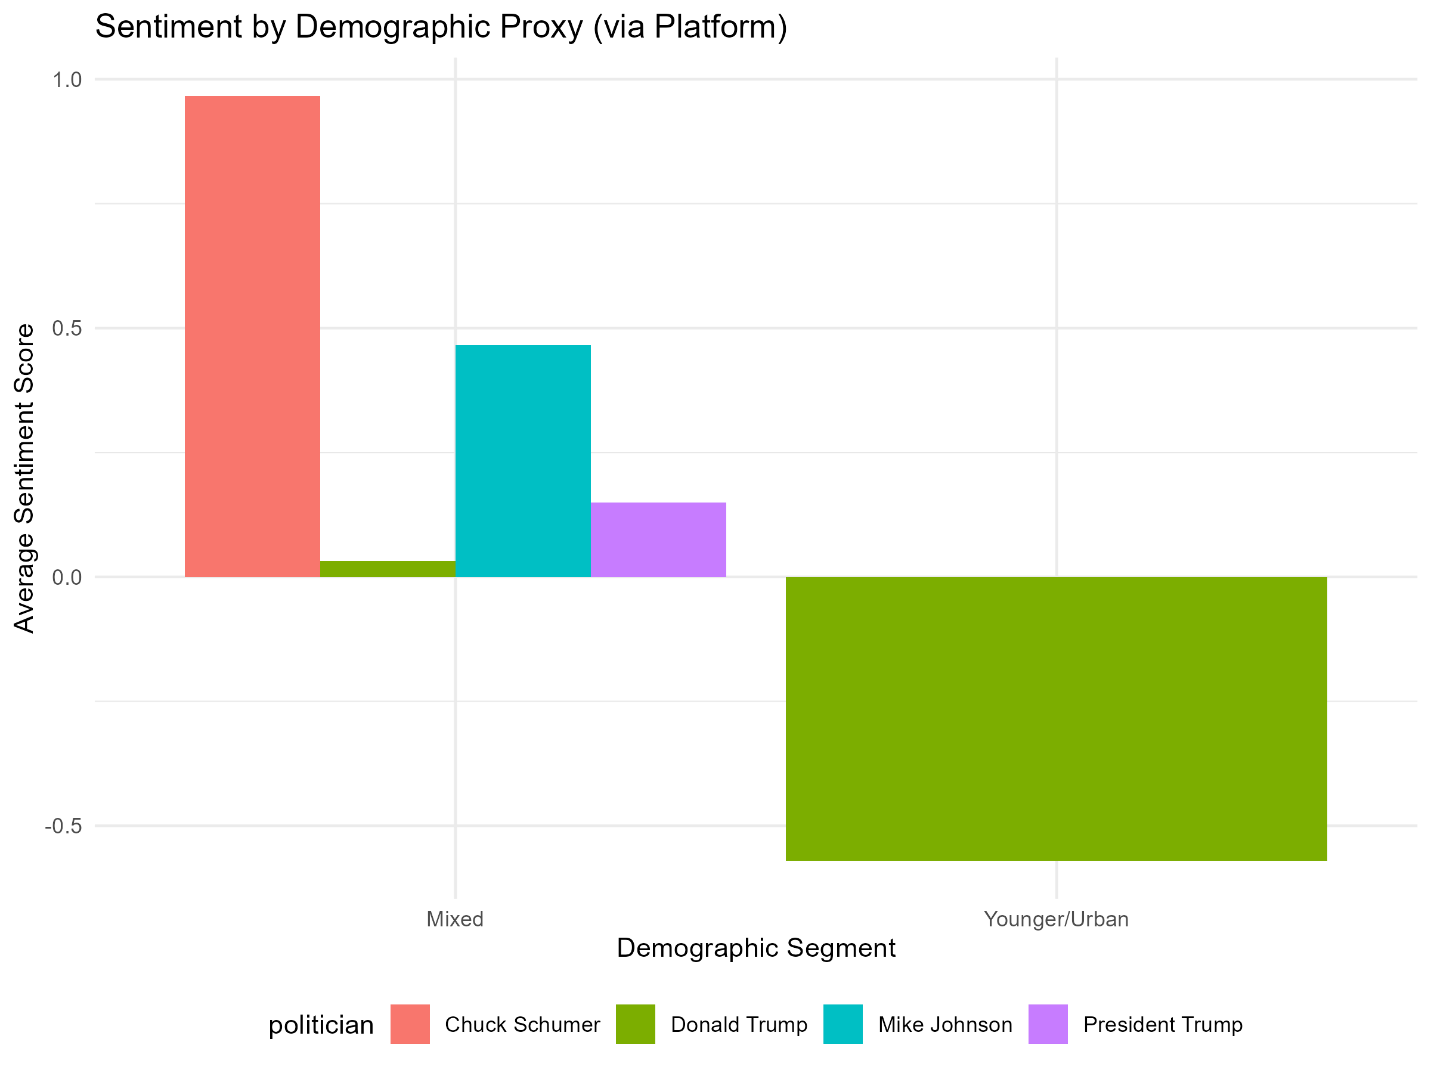 Sentiment by Demographic Proxy (via Platform)
Average Sentiment Score
1.0
0.5
0.0
-0.5
Mixed
Younger/Urban
Demographic Segment
politician
Chuck Schumer
Donald Trump
Mike Johnson
President Trump